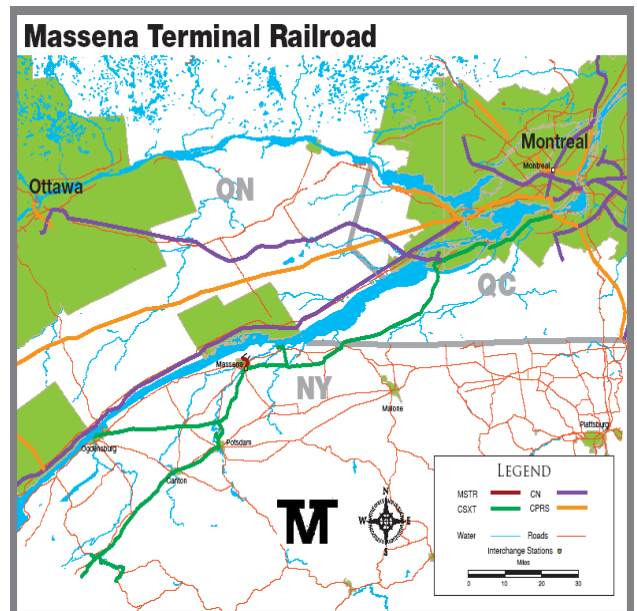 Massena Terminal Railroad
Montreal
Montreal
Ottawa
ON
QC
Massena
NY
Malone
Plattsburg
Ogdensburg
Potsdam
Canton
LEGEND
MSTR CN
CSXT CPRS
Water Roads
Interchange Stations
Miles
0 10 20 30
N
W E
S
MT